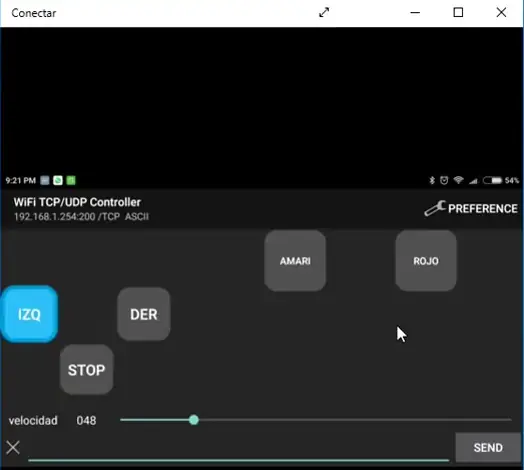 Conectar
9:21 PM 54%
WiFi TCP/UDP Controller
192.168.1.254:200 /TCP ASCII
PREFERENCE
AMARI ROJO
IZQ DER
STOP
velocidad 048
SEND